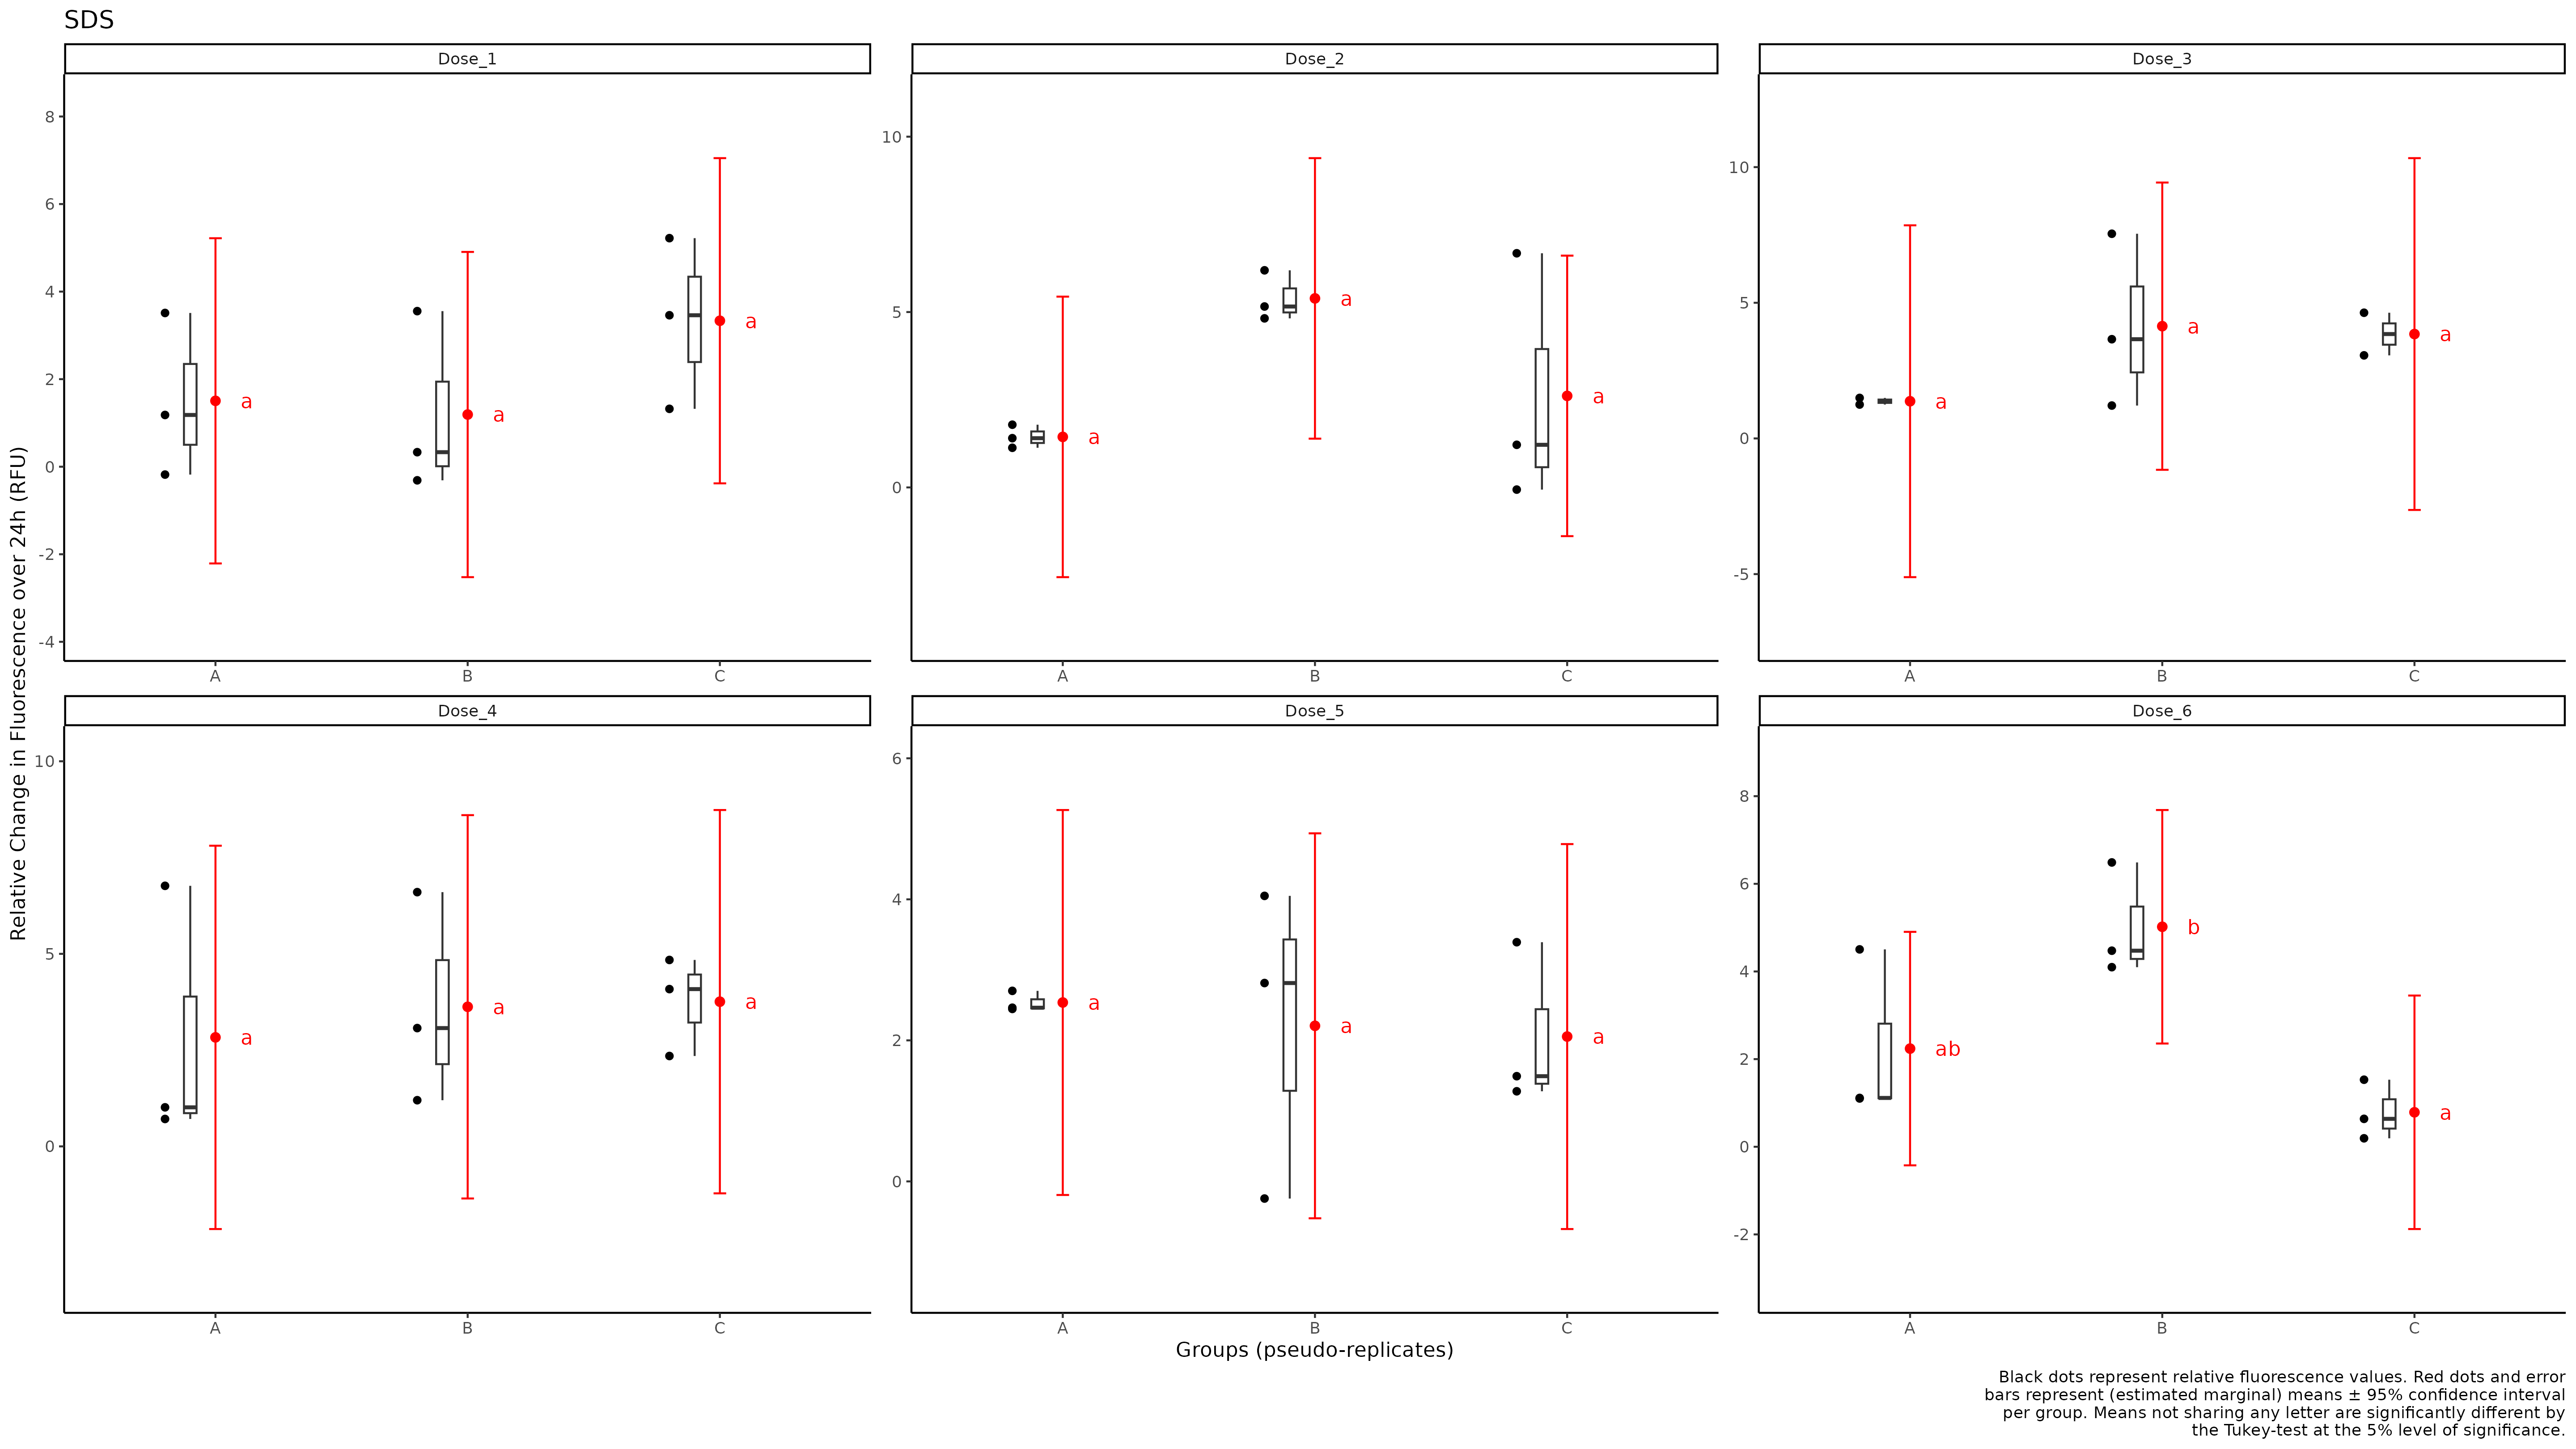 SDS
Relative Change in Fluorescence over 24h (RFU)
Dose_1
8
6
4
2
0
-2
-4
a
a
a
A
B
C
Dose_2
10
5
0
a
a
a
A
B
C
Dose_3
10
5
0
-5
a
a
a
A
B
C
Dose_4
10
5
0
a
a
a
A
B
C
Dose_5
6
4
2
0
a
a
a
A
B
C
Dose_6
8
6
4
2
0
-2
ab
b
a
A
B
C
Groups (pseudo-replicates)
Black dots represent relative fluorescence values. Red dots and error
bars represent (estimated marginal) means ± 95% confidence interval
per group. Means not sharing any letter are significantly different by
the Tukey-test at the 5% level of significance.